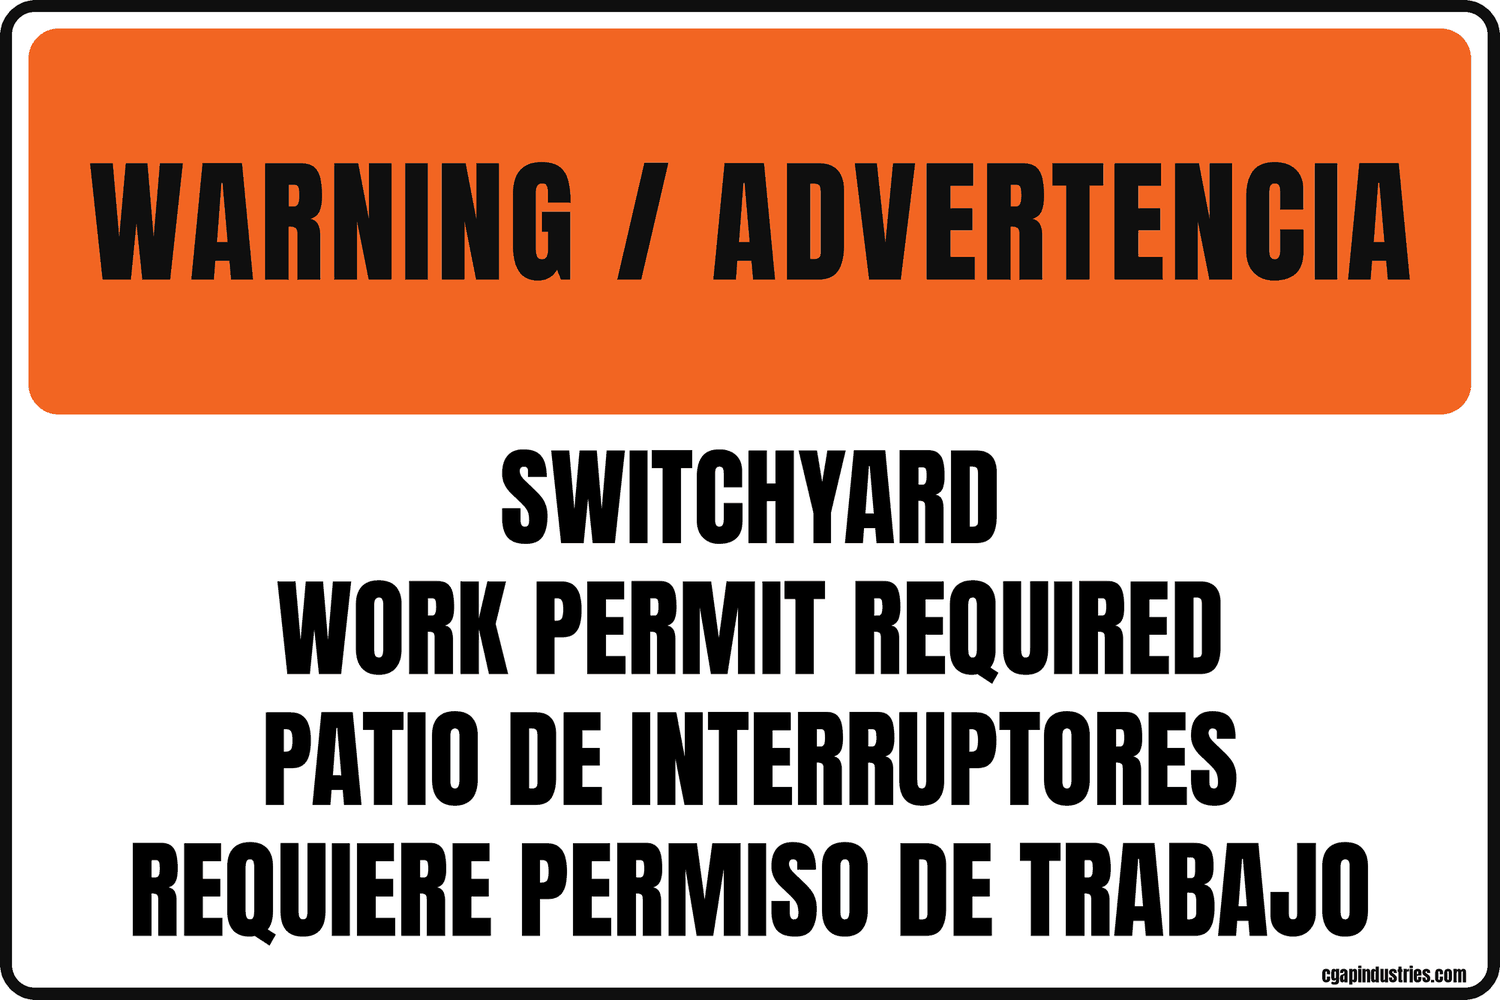 WARNING / ADVERTENCIA
SWITCHYARD
WORK PERMIT REQUIRED
PATIO DE INTERRUPTORES
REQUIERE PERMISO DE TRABAJO
cgapindustries.com